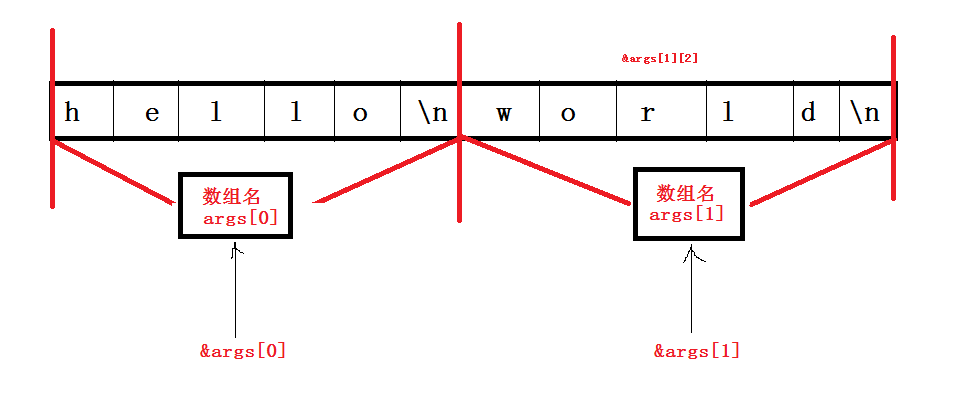 &args[1][2]
h e l l o \n w o r l d \n
数组名
args[0]
数组名
args[1]
&args[0]
&args[1]